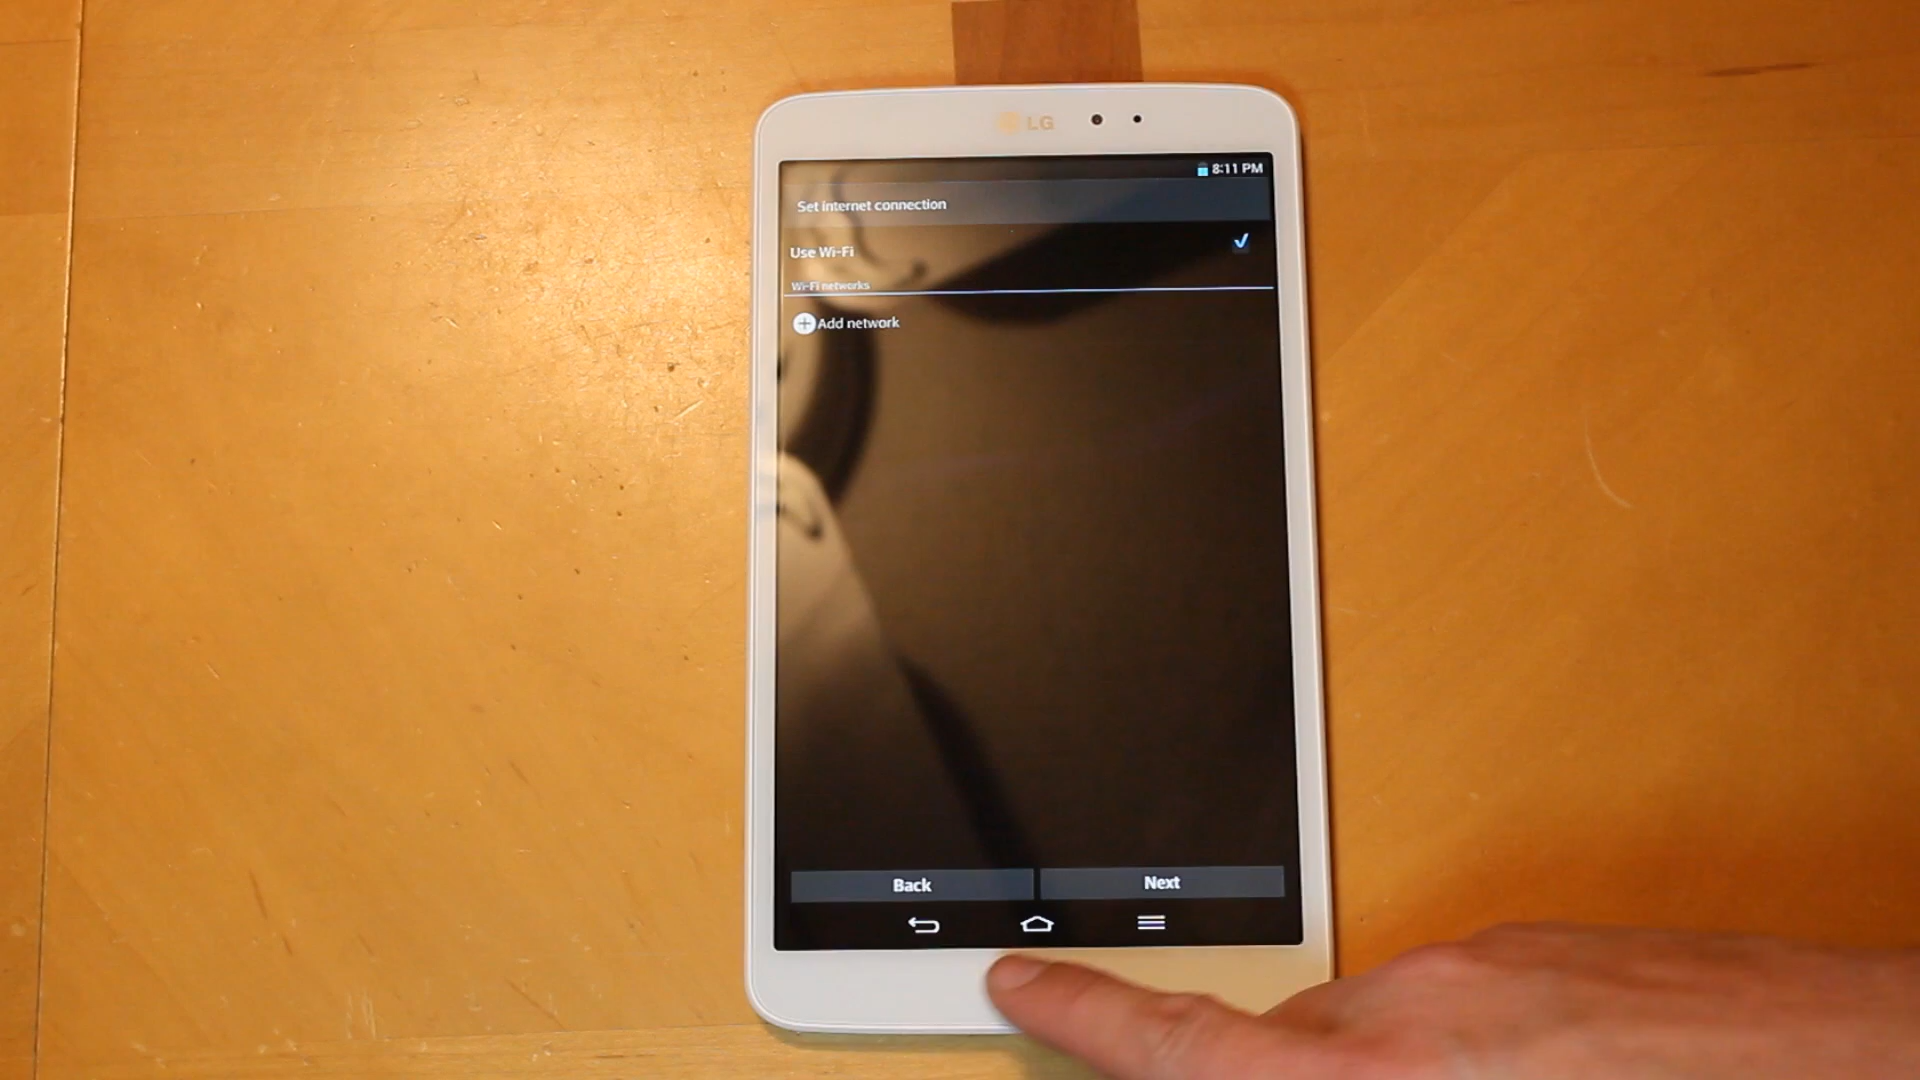 LG
8:11 PM
Set internet connection
Use Wi-Fi
Wi-Fi networks
Add network
Back
Next